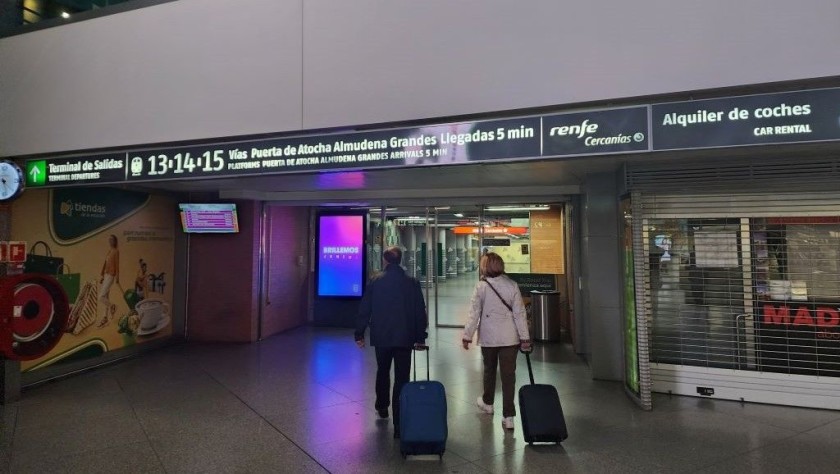 Terminal de Salidas
TERMINAL DEPARTURES
13·14·15
Vías Puerta de Atocha Almudena Grandes Llegadas 5 min
PLATFORMS PUERTA DE ATOCHA ALMUDENA GRANDES ARRIVALS 5 MIN
renfe
Cercanías
Alquiler de coches
CAR RENTAL
tiendas
BRILLEMOS
MAD